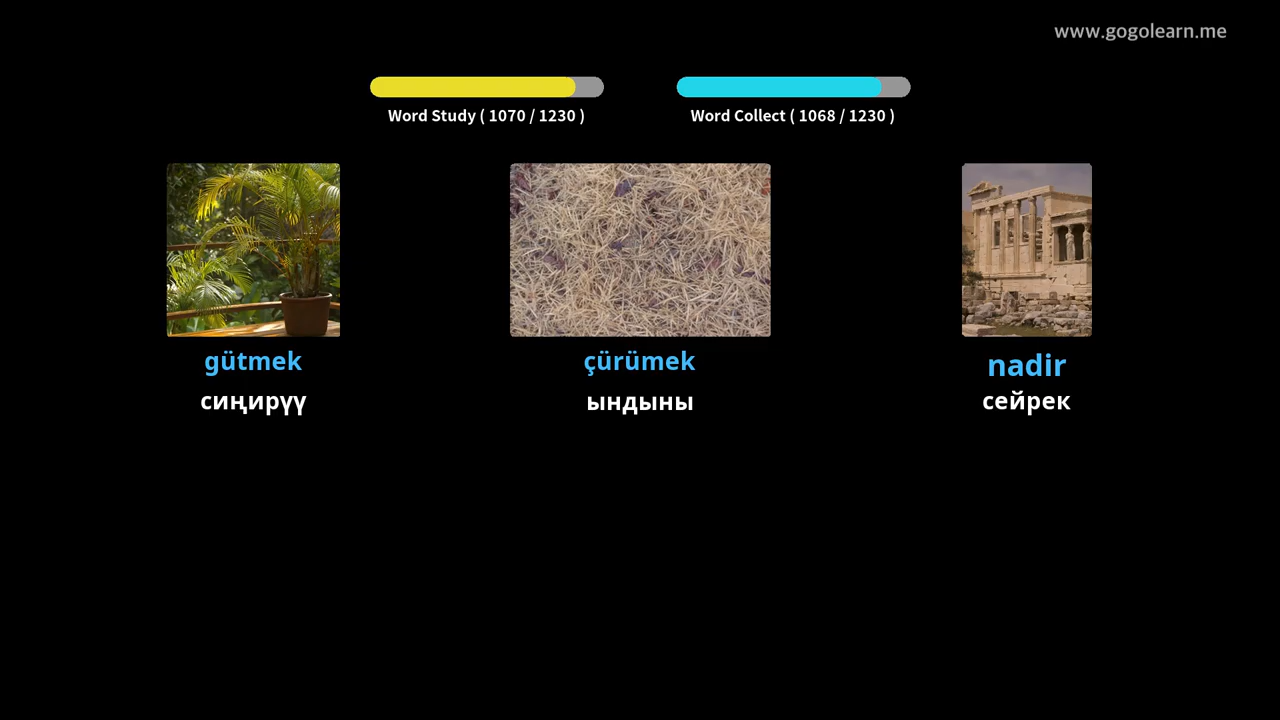 www.gogolearn.me
Word Study ( 1070 / 1230 )
Word Collect ( 1068 / 1230 )
gütmek
çürümek
nadir
сиңирүү
ындыны
сейрек